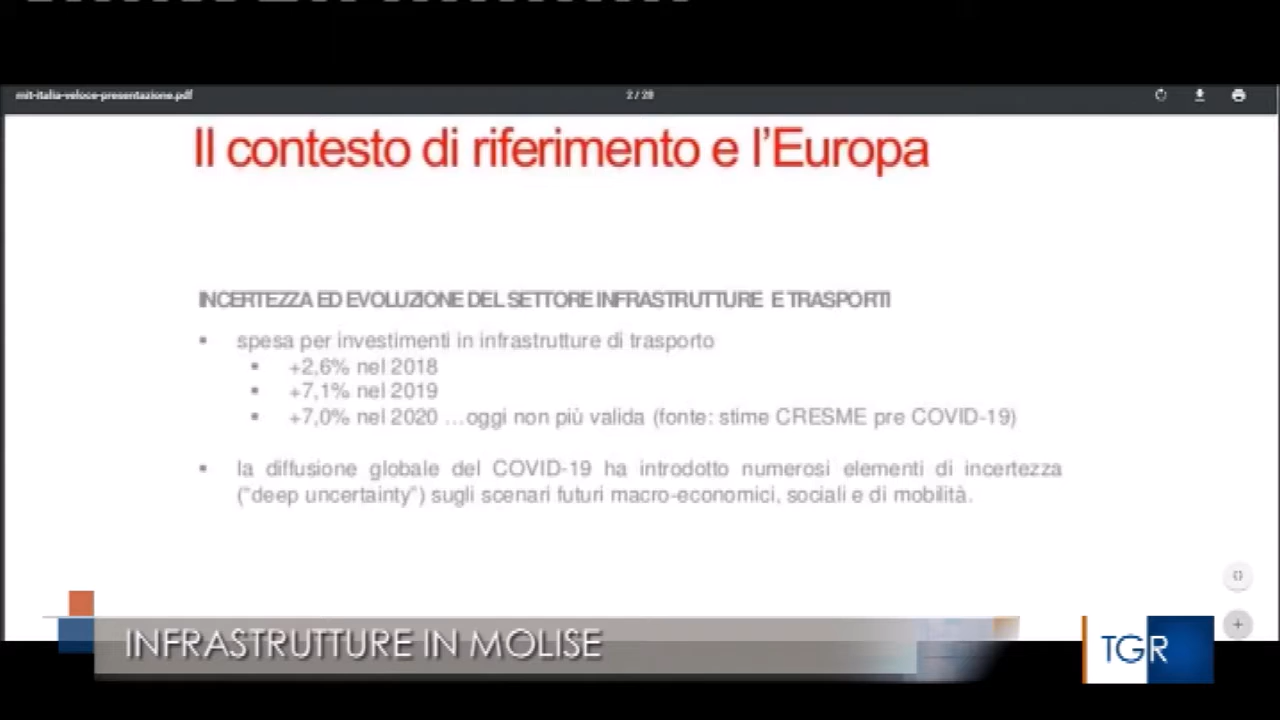 mit-italia-veloce-presentazione.pdf
2 / 28
Il contesto di riferimento e l'Europa
INCERTEZZA ED EVOLUZIONE DEL SETTORE INFRASTRUTTURE E TRASPORTI
▪ spesa per investimenti in infrastrutture di trasporto
▪ +2,6% nel 2018
▪ +7,1% nel 2019
▪ +7,0% nel 2020 …oggi non più valida (fonte: stime CRESME pre COVID-19)
▪ la diffusione globale del COVID-19 ha introdotto numerosi elementi di incertezza
("deep uncertainty") sugli scenari futuri macro-economici, sociali e di mobilità.
INFRASTRUTTURE IN MOLISE
TGR